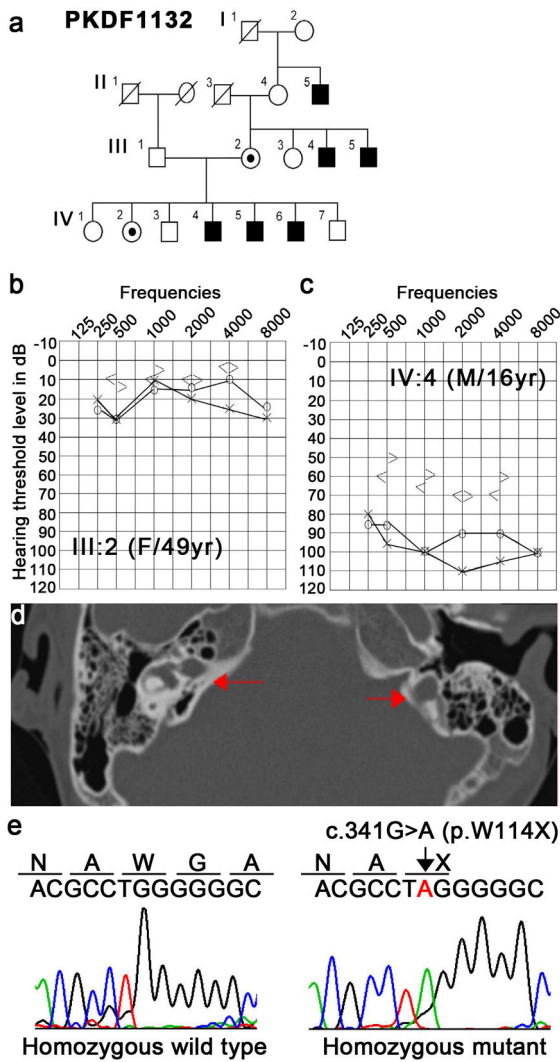 a PKDF1132
I 1 2
II 1 3 4 5
III 1 2 3 4 5
IV 1 2 3 4 5 6 7
b Frequencies
125 250 500 1000 2000 4000 8000
Hearing threshold level in dB
-10
0
10
20
30
40
50
60
70
80
90
100
110
120
III:2 (F/49yr)
c Frequencies
125 250 500 1000 2000 4000 8000
-10
0
10
20
30
40
50
60
70
80
90
100
110
120
IV:4 (M/16yr)
d
e
N A W G A
ACGCCTGGGGGGC
Homozygous wild type
c.341G>A (p.W114X)
N A X
ACGCCTAGGGGGC
Homozygous mutant